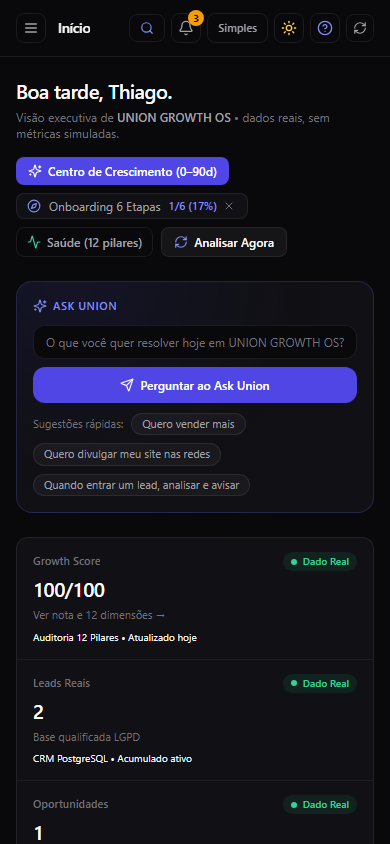 Início
3
Simples
Boa tarde, Thiago.
Visão executiva de UNION GROWTH OS • dados reais, sem
métricas simuladas.
Centro de Crescimento (0–90d)
Onboarding 6 Etapas 1/6 (17%) ×
Saúde (12 pilares)
Analisar Agora
ASK UNION
O que você quer resolver hoje em UNION GROWTH OS?
Perguntar ao Ask Union
Sugestões rápidas:
Quero vender mais
Quero divulgar meu site nas redes
Quando entrar um lead, analisar e avisar
Growth Score
Dado Real
100/100
Ver nota e 12 dimensões →
Auditoria 12 Pilares • Atualizado hoje
Leads Reais
Dado Real
2
Base qualificada LGPD
CRM PostgreSQL • Acumulado ativo
Oportunidades
Dado Real
1